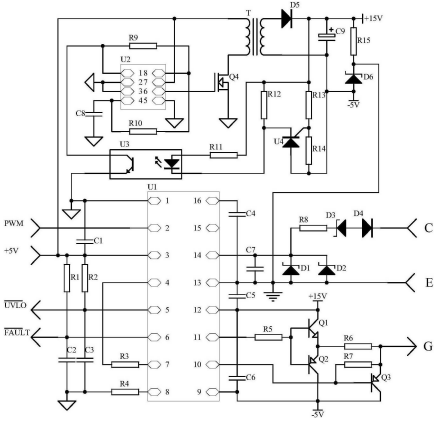 T D5 +15V
C9
R9
R15
U2
18
27
36
45
Q4
D6
-5V
R12 R13
C8
R10
U3 R11 U4
R14
U1
1 16
C4
R8 D3 D4
PWM 2 15 C
C1
+5V 3 14
C7
R1 R2 D1 D2
4 13 E
C5
+15V
UVLO 5 12
Q1
FAULT 6 11 R5
R6 G
Q2 R7
C2 C3 R3 7 10
C6
Q3
R4 8 9
-5V